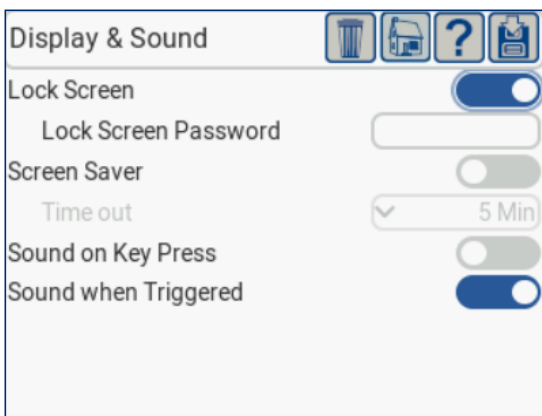 Display & Sound ?
Lock Screen
Lock Screen Password
Screen Saver
Time out 5 Min
Sound on Key Press
Sound when Triggered